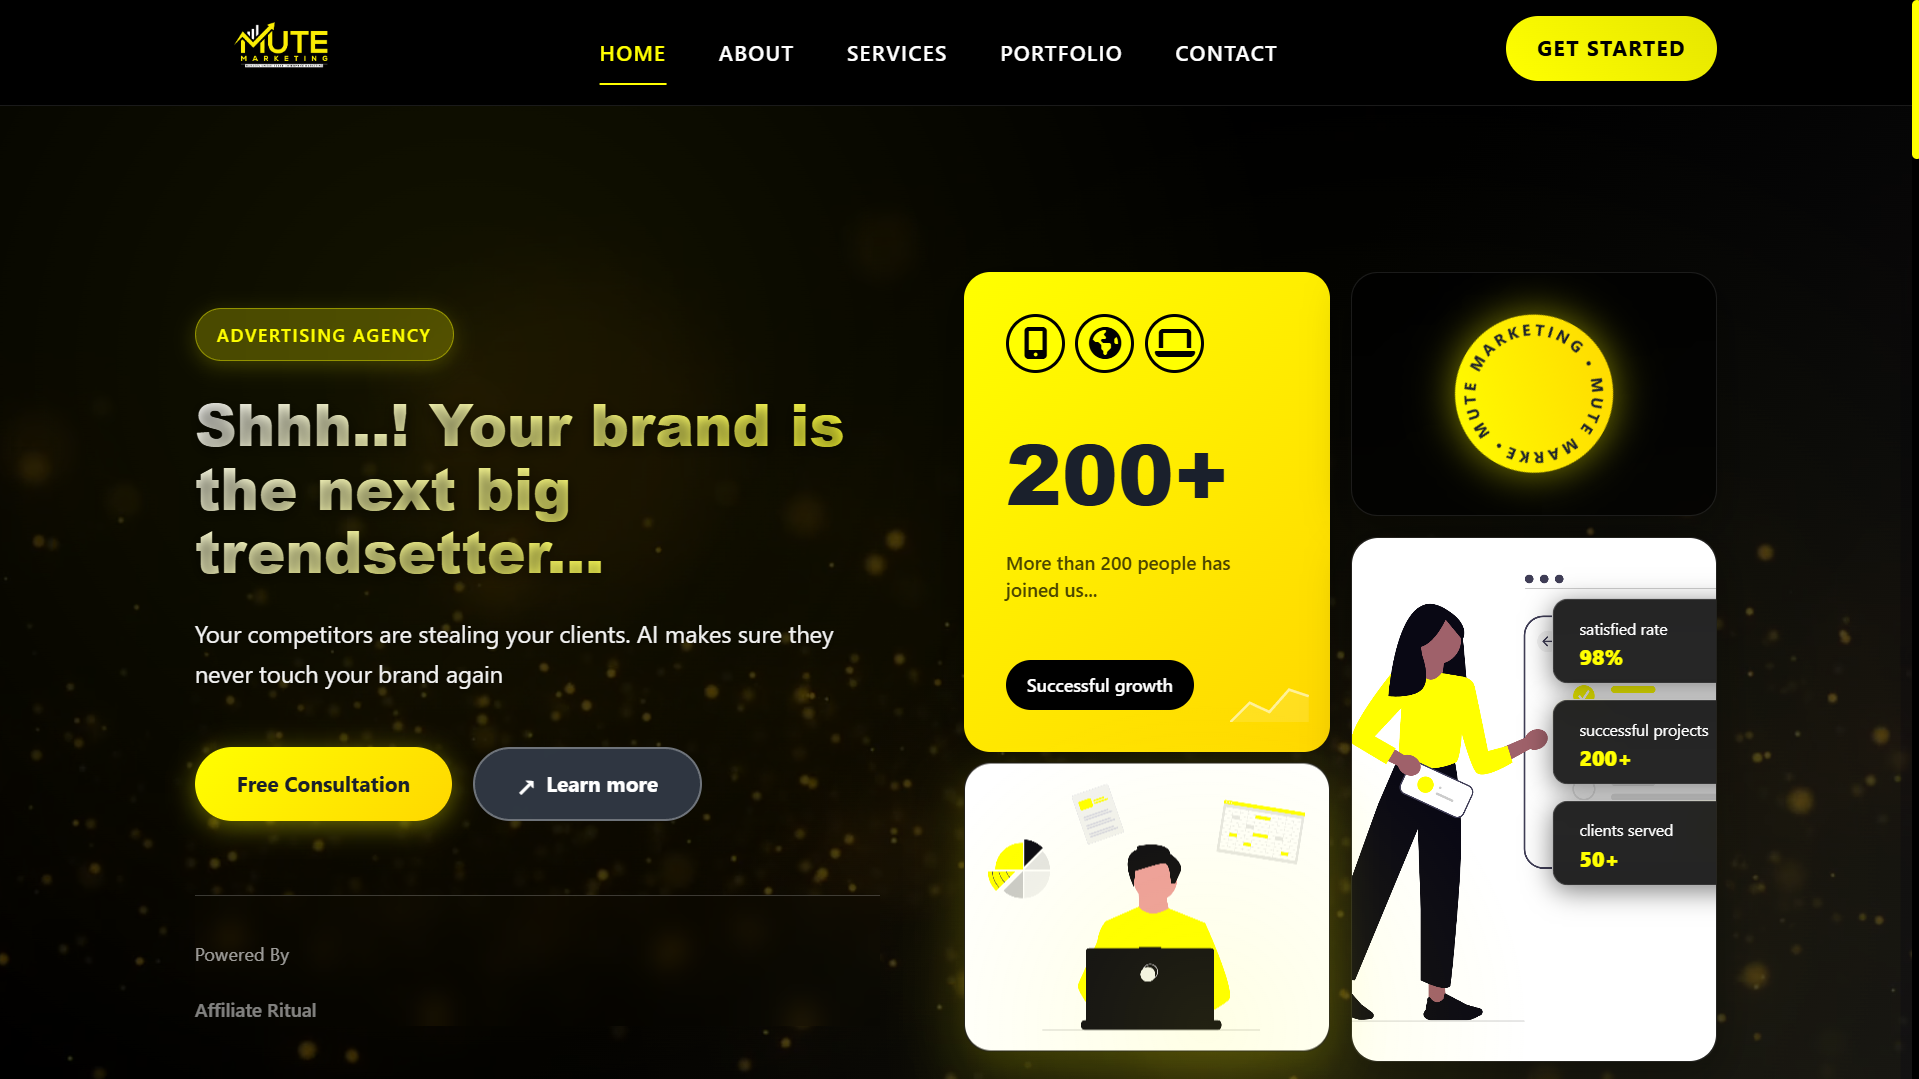 MUTE
MARKETING
HOME
ABOUT
SERVICES
PORTFOLIO
CONTACT
GET STARTED
ADVERTISING AGENCY
Shhh..! Your brand is
the next big
trendsetter...
Your competitors are stealing your clients. AI makes sure they
never touch your brand again
Free Consultation
↗ Learn more
Powered By
Affiliate Ritual
200+
More than 200 people has
joined us...
Successful growth
MUTE MARKETING • MUTE MARKE •
satisfied rate
98%
successful projects
200+
clients served
50+